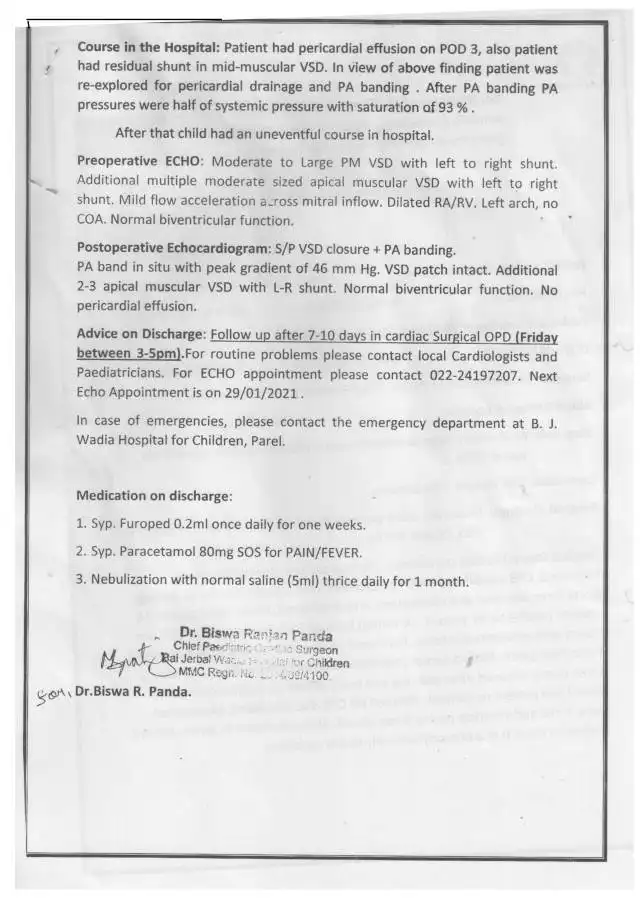 Course in the Hospital: Patient had pericardial effusion on POD 3, also patient
had residual shunt in mid-muscular VSD. In view of above finding patient was
re-explored for pericardial drainage and PA banding . After PA banding PA
pressures were half of systemic pressure with saturation of 93 % .
After that child had an uneventful course in hospital.
Preoperative ECHO: Moderate to Large PM VSD with left to right shunt.
Additional multiple moderate sized apical muscular VSD with left to right
shunt. Mild flow acceleration across mitral inflow. Dilated RA/RV. Left arch, no
COA. Normal biventricular function.
Postoperative Echocardiogram: S/P VSD closure + PA banding.
PA band in situ with peak gradient of 46 mm Hg. VSD patch intact. Additional
2-3 apical muscular VSD with L-R shunt. Normal biventricular function. No
pericardial effusion.
Advice on Discharge: Follow up after 7-10 days in cardiac Surgical OPD (Friday
between 3-5pm).For routine problems please contact local Cardiologists and
Paediatricians. For ECHO appointment please contact 022-24197207. Next
Echo Appointment is on 29/01/2021 .
In case of emergencies, please contact the emergency department at B. J.
Wadia Hospital for Children, Parel.
Medication on discharge:
1. Syp. Furoped 0.2ml once daily for one weeks.
2. Syp. Paracetamol 80mg SOS for PAIN/FEVER.
3. Nebulization with normal saline (5ml) thrice daily for 1 month.
Dr. Biswa Ranjan Panda
Chief Paediatric Surgeon
Bai Jerbai Wadia Hospital for Children
MMC Regn. No.
Dr.Biswa R. Panda.